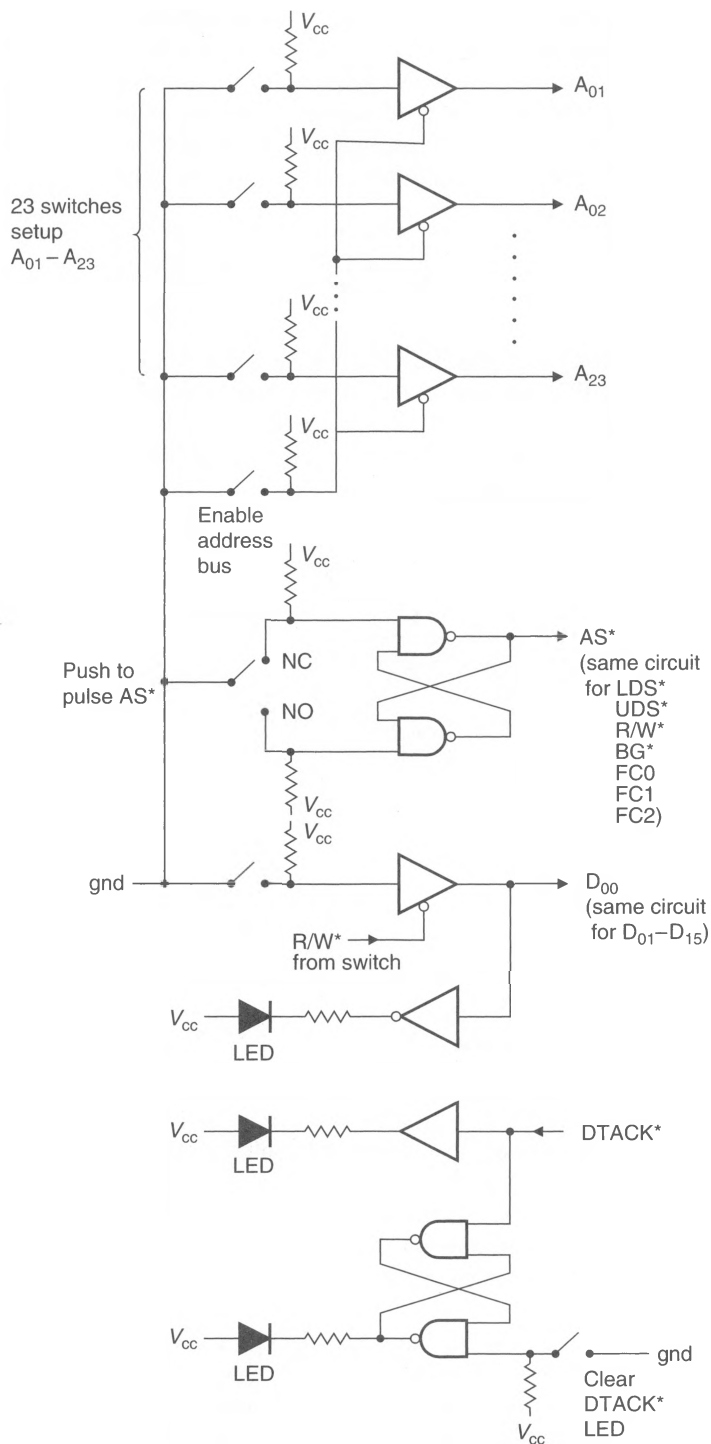 Vcc
A01
Vcc
A02
23 switches
setup
A01 – A23
Vcc
A23
Vcc
Enable
address
bus
Vcc
AS*
(same circuit
for LDS*
UDS*
R/W*
BG*
FC0
FC1
FC2)
NC
Push to
pulse AS*
NO
Vcc
Vcc
gnd
D00
(same circuit
for D01–D15)
R/W*
from switch
Vcc
LED
Vcc
DTACK*
LED
Vcc
LED
gnd
Clear
DTACK*
LED
Vcc